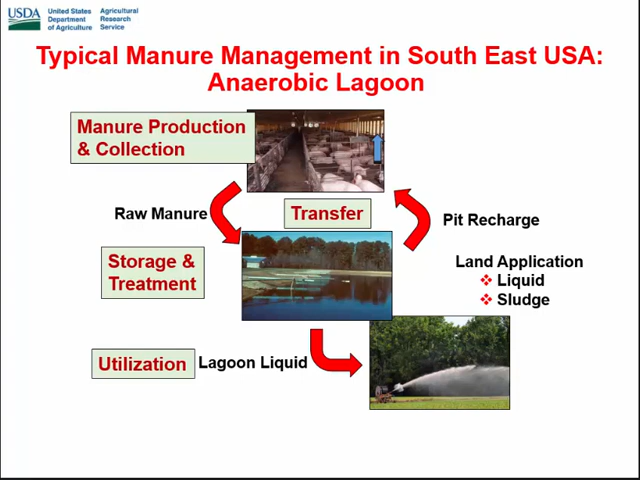 USDA
United States
Department
of Agriculture
Agricultural
Research
Service
Typical Manure Management in South East USA:
Anaerobic Lagoon
Manure Production
& Collection
Raw Manure
Transfer
Pit Recharge
Storage &
Treatment
Land Application
Liquid
Sludge
Utilization
Lagoon Liquid